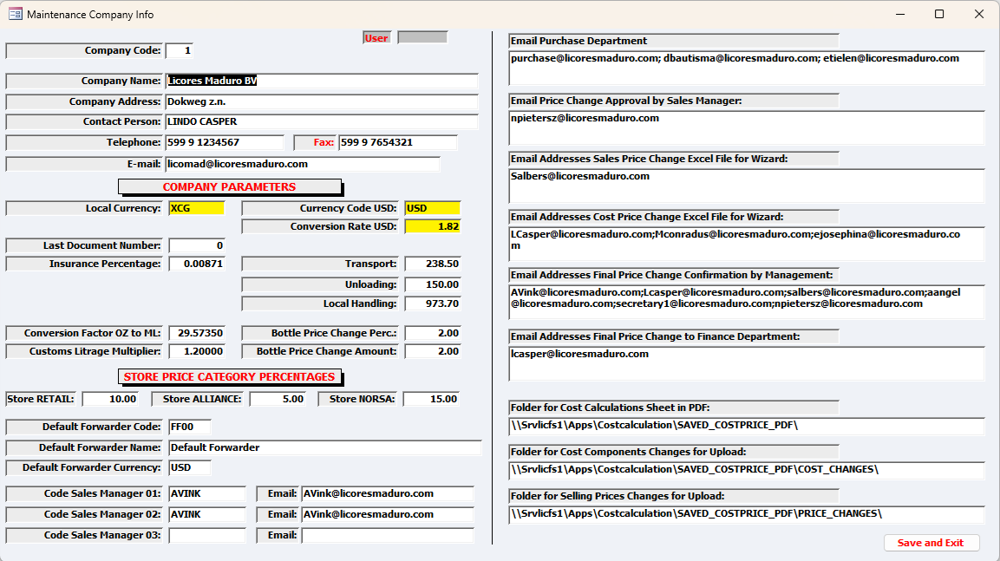 Maintenance Company Info
User
Company Code: 1
Company Name: Licores Maduro BV
Company Address: Dokweg z.n.
Contact Person: LINDO CASPER
Telephone: 599 9 1234567 Fax: 599 9 7654321
E-mail: licomad@licoresmaduro.com
COMPANY PARAMETERS
Local Currency: XCG Currency Code USD: USD
Conversion Rate USD: 1.82
Last Document Number: 0
Insurance Percentage: 0.00871 Transport: 238.50
Unloading: 150.00
Local Handling: 973.70
Conversion Factor OZ to ML: 29.57350 Bottle Price Change Perc.: 2.00
Customs Litrage Multiplier: 1.20000 Bottle Price Change Amount: 2.00
STORE PRICE CATEGORY PERCENTAGES
Store RETAIL: 10.00 Store ALLIANCE: 5.00 Store NORSA: 15.00
Default Forwarder Code: FF00
Default Forwarder Name: Default Forwarder
Default Forwarder Currency: USD
Code Sales Manager 01: AVINK Email: AVink@licoresmaduro.com
Code Sales Manager 02: AVINK Email: AVink@licoresmaduro.com
Code Sales Manager 03: Email:
Email Purchase Department
purchase@licoresmaduro.com; dbautisma@licoresmaduro.com; etielen@licoresmaduro.com
Email Price Change Approval by Sales Manager:
npietersz@licoresmaduro.com
Email Addresses Sales Price Change Excel File for Wizard:
Salbers@licoresmaduro.com
Email Addresses Cost Price Change Excel File for Wizard:
LCasper@licoresmaduro.com;Mconradus@licoresmaduro.com;ejosephina@licoresmaduro.co
m
Email Addresses Final Price Change Confirmation by Management:
AVink@licoresmaduro.com;Lcasper@licoresmaduro.com;salbers@licoresmaduro.com;aangel
@licoresmaduro.com;secretary1@licoresmaduro.com;npietersz@licoresmaduro.com
Email Addresses Final Price Change to Finance Department:
lcasper@licoresmaduro.com
Folder for Cost Calculations Sheet in PDF:
\\Srvlicfs1\Apps\Costcalculation\SAVED_COSTPRICE_PDF\
Folder for Cost Components Changes for Upload:
\\Srvlicfs1\Apps\Costcalculation\SAVED_COSTPRICE_PDF\COST_CHANGES\
Folder for Selling Prices Changes for Upload:
\\Srvlicfs1\Apps\Costcalculation\SAVED_COSTPRICE_PDF\PRICE_CHANGES\
Save and Exit